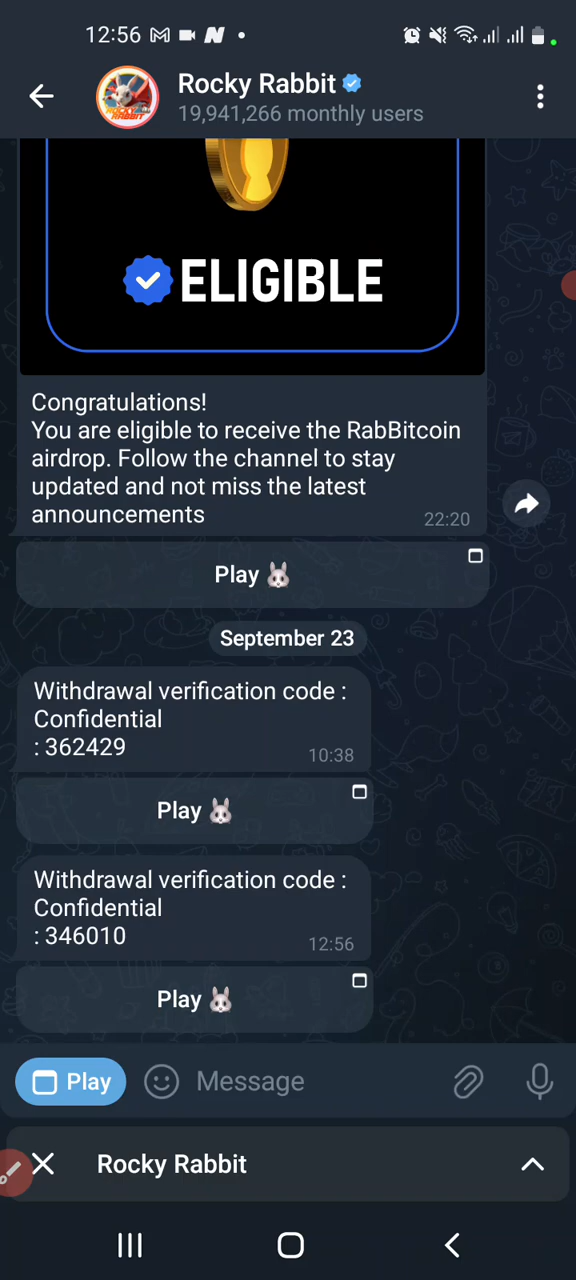 12:56
Rocky Rabbit
19,941,266 monthly users
ELIGIBLE
Congratulations!
You are eligible to receive the RabBitcoin
airdrop. Follow the channel to stay
updated and not miss the latest
announcements
22:20
Play 🐰
September 23
Withdrawal verification code :
Confidential
: 362429
10:38
Play 🐰
Withdrawal verification code :
Confidential
: 346010
12:56
Play 🐰
Play
Message
Rocky Rabbit